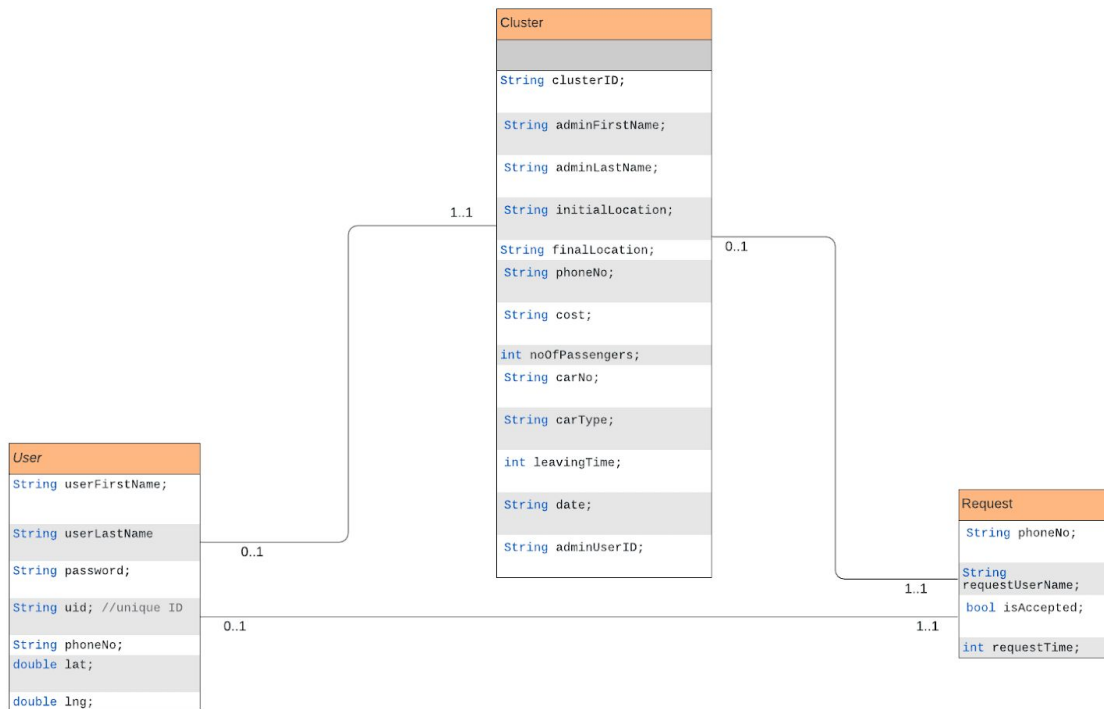 Cluster
String clusterID;
String adminFirstName;
String adminLastName;
String initialLocation;
String finalLocation;
String phoneNo;
String cost;
int noOfPassengers;
String carNo;
String carType;
int leavingTime;
String date;
String adminUserID;
1..1
0..1
User
String userFirstName;
String userLastName
String password;
String uid; //unique ID
String phoneNo;
double lat;
double lng;
0..1
0..1
Request
String phoneNo;
String
requestUserName;
bool isAccepted;
int requestTime;
1..1
1..1